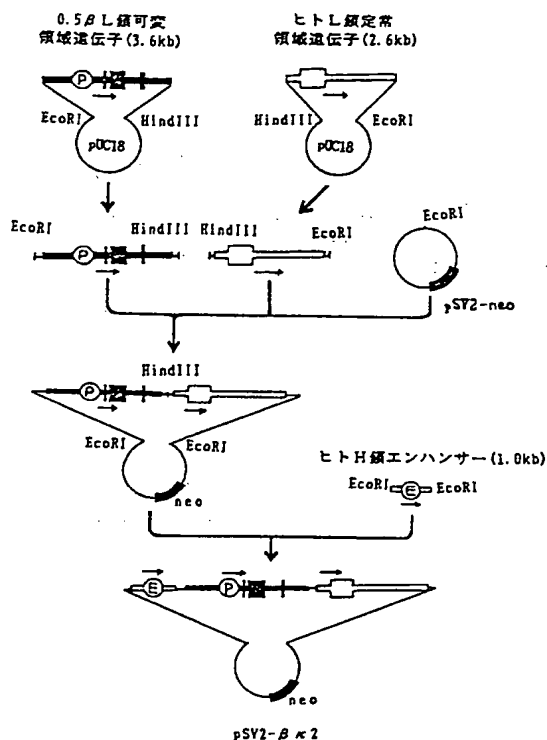 0.5βL鎖可変
領域遺伝子(3.6kb)
ヒトL鎖定常
領域遺伝子(2.6kb)
P
EcoRI
HindIII
pUC18
HindIII
EcoRI
pUC18
EcoRI
HindIII
HindIII
EcoRI
EcoRI
P
pSV2-neo
HindIII
P
EcoRI
EcoRI
neo
ヒトH鎖エンハンサー(1.0kb)
EcoRI
E
EcoRI
E
P
neo
pSV2-βκ2